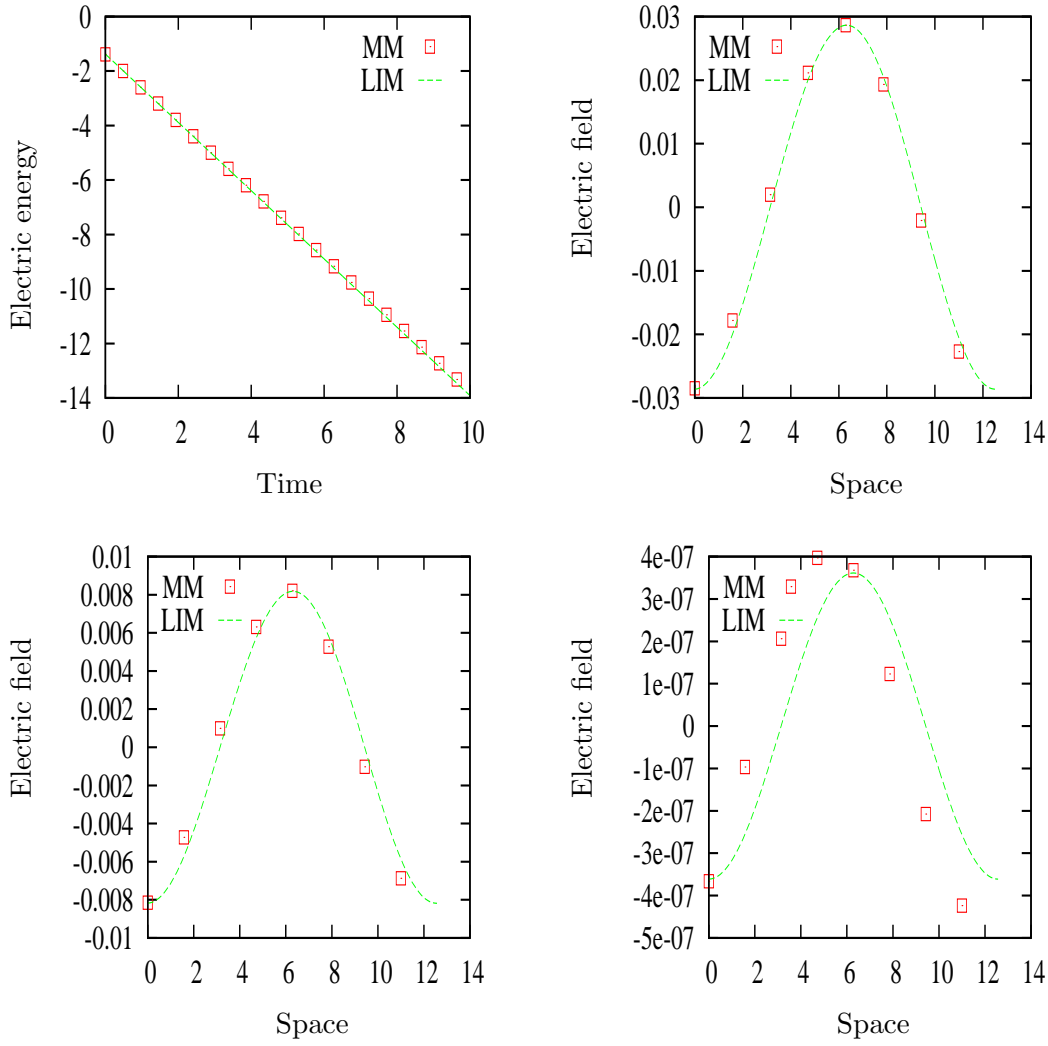 0
-2
-4
-6
-8
-10
-12
-14
0 2 4 6 8 10
Electric energy
Time
MM
LIM
0.03
0.02
0.01
0
-0.01
-0.02
-0.03
0 2 4 6 8 10 12 14
Electric field
Space
MM
LIM
0.01
0.008
0.006
0.004
0.002
0
-0.002
-0.004
-0.006
-0.008
-0.01
0 2 4 6 8 10 12 14
Electric field
Space
MM
LIM
4e-07
3e-07
2e-07
1e-07
0
-1e-07
-2e-07
-3e-07
-4e-07
-5e-07
0 2 4 6 8 10 12 14
Electric field
Space
MM
LIM